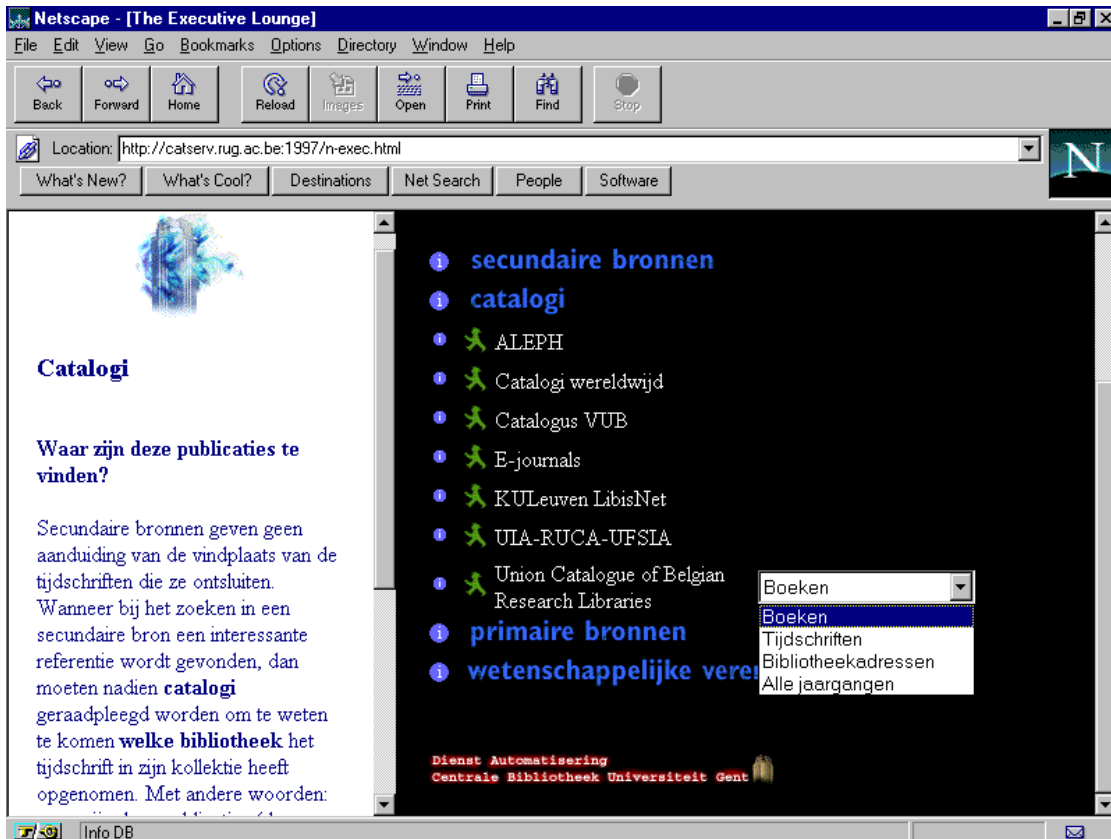 Netscape - [The Executive Lounge]
File Edit View Go Bookmarks Options Directory Window Help
Back Forward Home Reload Images Open Print Find Stop
Location: http://catserv.rug.ac.be:1997/n-exec.html
N
What's New? What's Cool? Destinations Net Search People Software
Catalogi
Waar zijn deze publicaties te
vinden?
Secundaire bronnen geven geen
aanduiding van de vindplaats van de
tijdschriften die ze ontsluiten.
Wanneer bij het zoeken in een
secundaire bron een interessante
referentie wordt gevonden, dan
moeten nadien catalogi
geraadpleegd worden om te weten
te komen welke bibliotheek het
tijdschrift in zijn kollektie heeft
opgenomen. Met andere woorden:
secundaire bronnen
catalogi
ALEPH
Catalogi wereldwijd
Catalogus VUB
E-journals
KULeuven LibisNet
UIA-RUCA-UFSIA
Union Catalogue of Belgian
Research Libraries
Boeken
Boeken
Tijdschriften
Bibliotheekadressen
Alle jaargangen
primaire bronnen
wetenschappelijke
Dienst Automatisering
Centrale Bibliotheek Universiteit Gent
Info DB